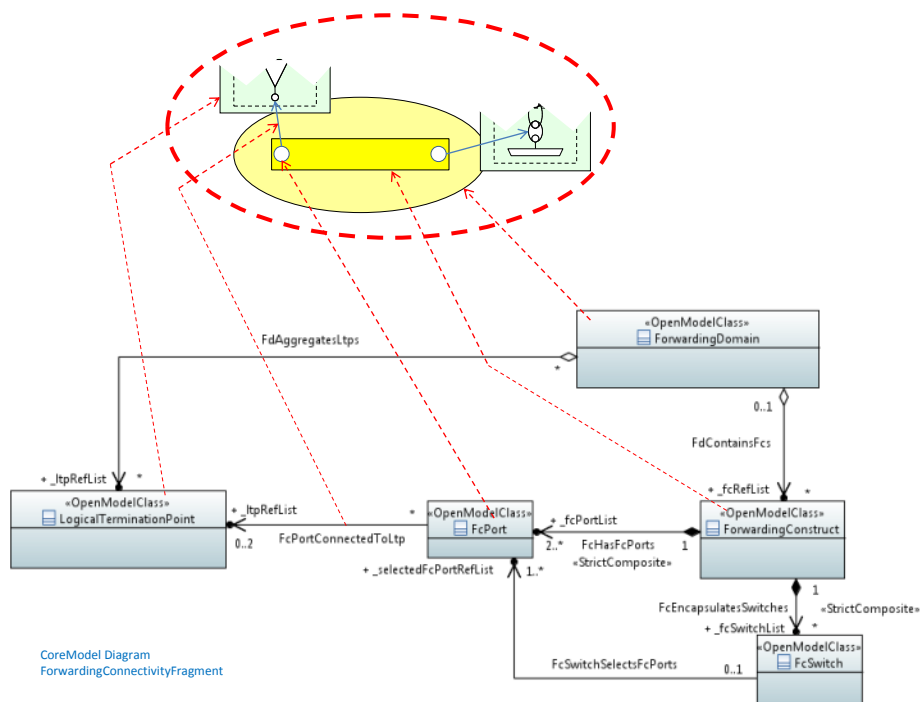 «OpenModelClass»
ForwardingDomain
FdAggregatesLtps
*
0..1
FdContainsFcs
+ _ltpRefList
*
+ _fcRefList
*
«OpenModelClass»
LogicalTerminationPoint
+ _ltpRefList
*
0..2
FcPortConnectedToLtp
«OpenModelClass»
FcPort
+ _fcPortList
2..*
FcHasFcPorts
1
«StrictComposite»
«OpenModelClass»
ForwardingConstruct
+ _selectedFcPortRefList
1..*
1
FcEncapsulatesSwitches
«StrictComposite»
+ _fcSwitchList
*
«OpenModelClass»
FcSwitch
FcSwitchSelectsFcPorts
0..1
CoreModel Diagram
ForwardingConnectivityFragment